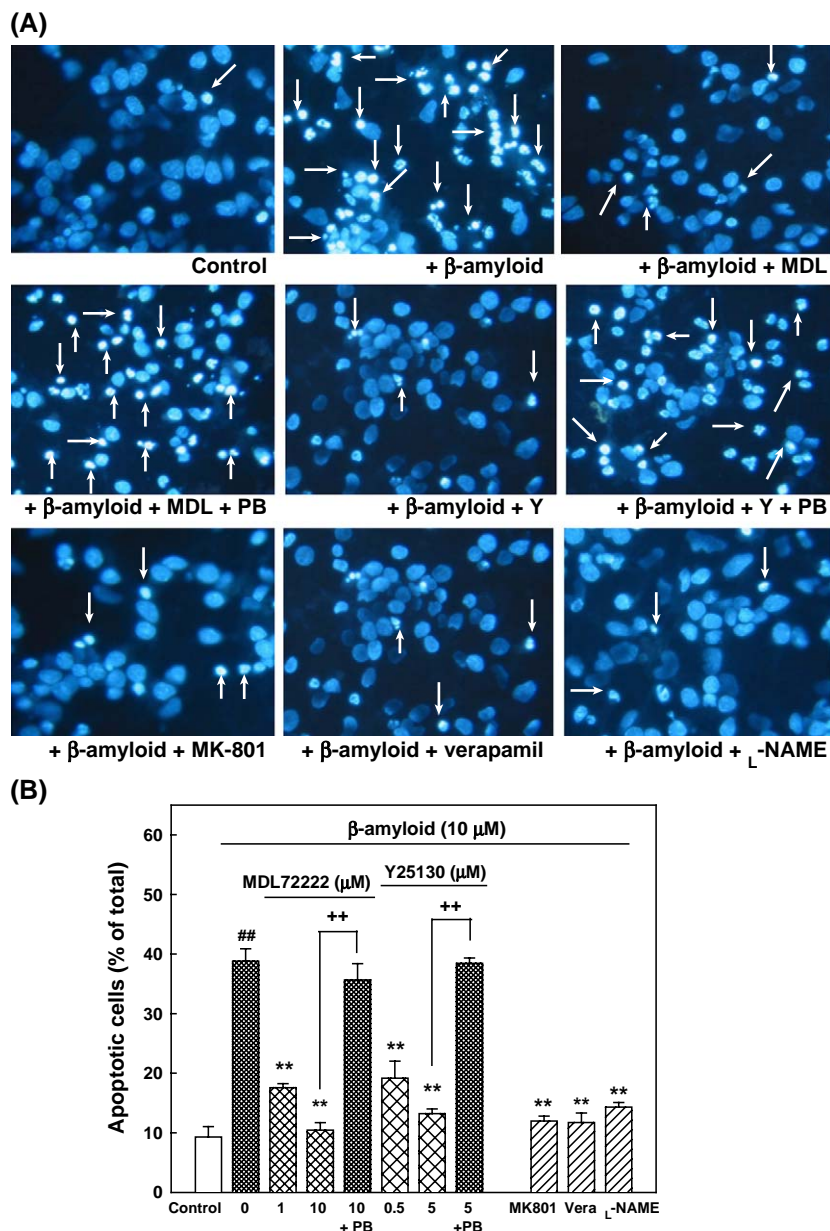 (A)
Control
+ β-amyloid
+ β-amyloid + MDL
+ β-amyloid + MDL + PB
+ β-amyloid + Y
+ β-amyloid + Y + PB
+ β-amyloid + MK-801
+ β-amyloid + verapamil
+ β-amyloid + L-NAME
(B)
β-amyloid (10 μM)
MDL72222 (μM)
Y25130 (μM)
++
++
##
**
**
**
**
**
**
**
Apoptotic cells (% of total)
60
50
40
30
20
10
0
Control
0
1
10
10
+ PB
0.5
5
5
+PB
MK801
Vera
L-NAME